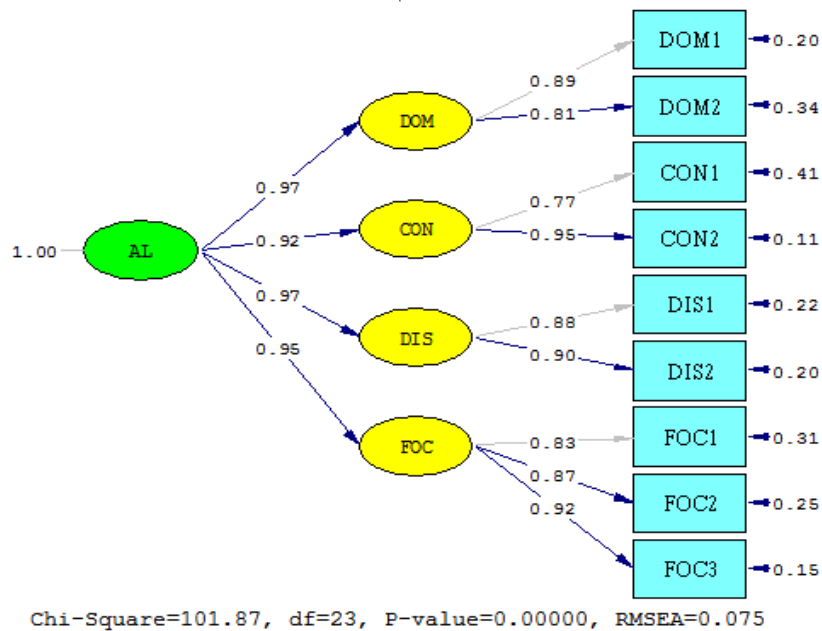 DOM1
0.20
0.89
DOM
0.81
DOM2
0.34
0.97
CON1
0.41
0.77
CON
0.92
0.95
CON2
0.11
1.00
AL
0.97
DIS1
0.22
0.88
DIS
0.95
0.90
DIS2
0.20
FOC1
0.31
0.83
FOC
0.87
FOC2
0.25
0.92
FOC3
0.15
Chi-Square=101.87, df=23, P-value=0.00000, RMSEA=0.075